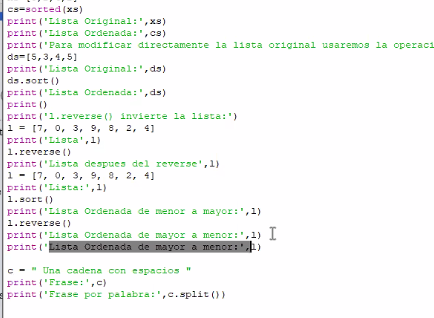 cs=sorted(xs)
print('Lista Original:',xs)
print('Lista Ordenada:',cs)
print('Para modificar directamente la lista original usaremos la operaci
ds=[5,3,4,5]
print('Lista Original:',ds)
ds.sort()
print('Lista Ordenada:',ds)
print()
print('l.reverse() invierte la lista:')
l = [7, 0, 3, 9, 8, 2, 4]
print('Lista',l)
l.reverse()
print('Lista despues del reverse',l)
l = [7, 0, 3, 9, 8, 2, 4]
print('Lista:',l)
l.sort()
print('Lista Ordenada de menor a mayor:',l)
l.reverse()
print('Lista Ordenada de mayor a menor:',l)
print('Lista Ordenada de mayor a menor:',l)
c = " Una cadena con espacios "
print('Frase:',c)
print('Frase por palabra:',c.split())